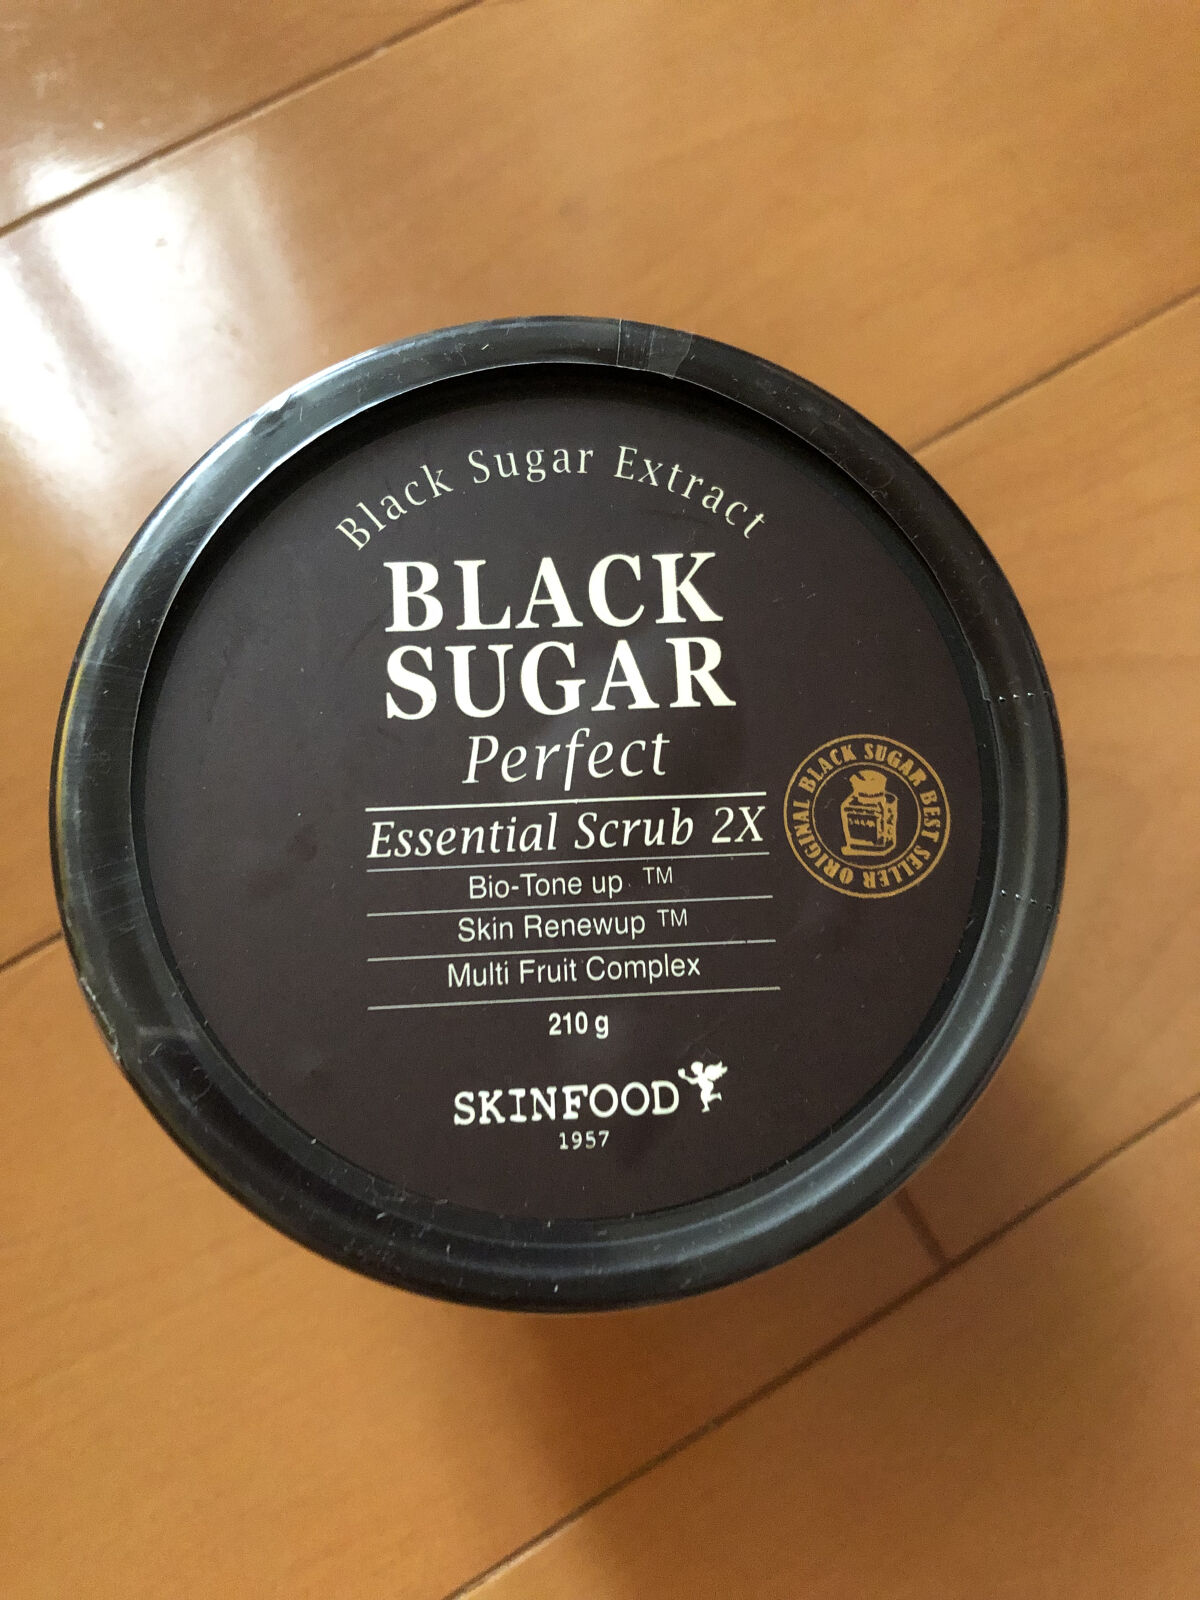 Black Sugar Extract
BLACK
SUGAR
Perfect
Essential Scrub 2X
Bio-Tone up ™
Skin Renewup ™
Multi Fruit Complex
210 g
SKINFOOD
1957
ORIGINAL BLACK SUGAR BEST SELLER